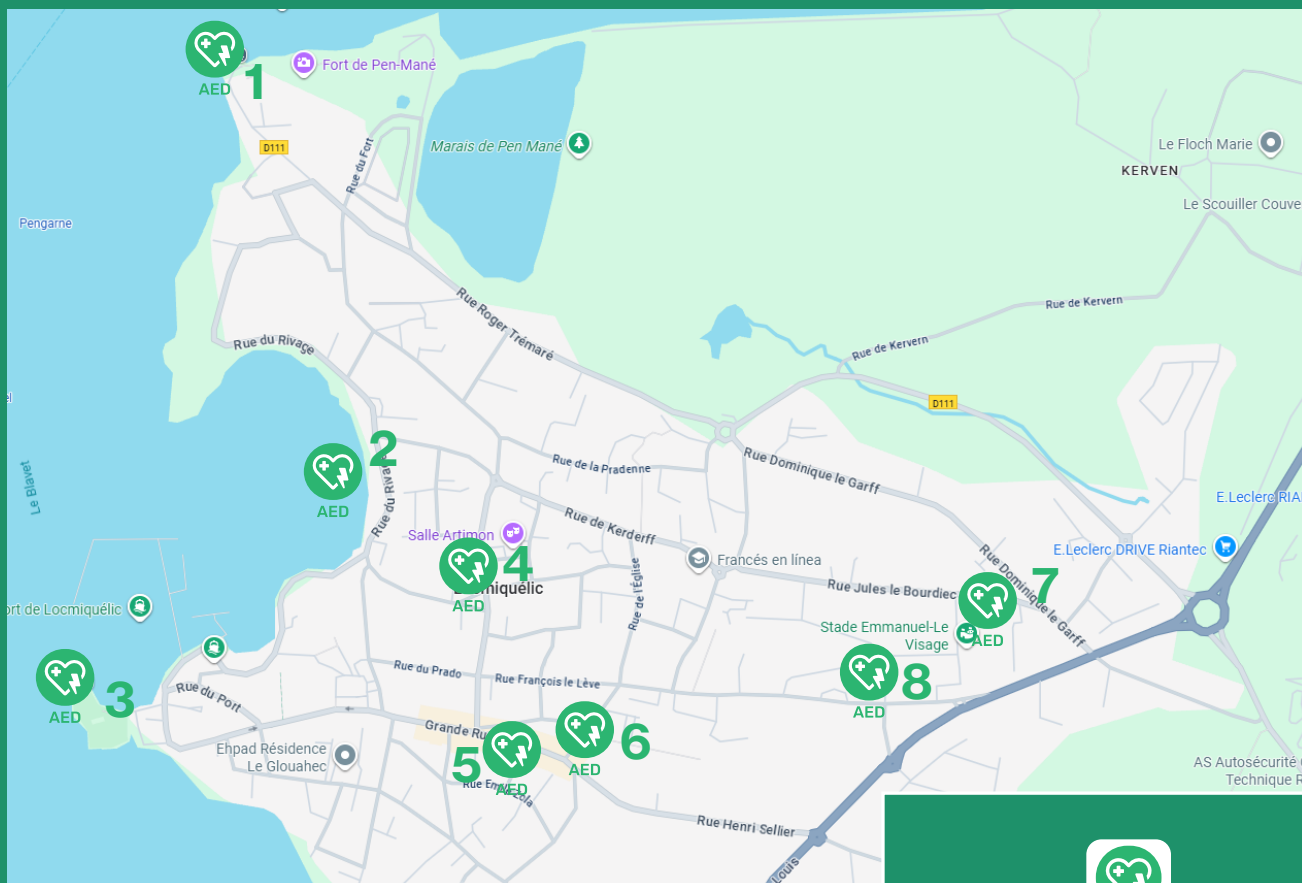 AED
1
Fort de Pen-Mané
D111
Rue du Fort
Marais de Pen Mané
Le Floch Marie
KERVEN
Le Scouiller Couve
Pengarne
Rue Roger Trémaré
Rue de Kervern
Rue du Rivage
Rue de Kervern
D111
Le Blavet
2
AED
Rue du Rivage
Rue de la Pradenne
Rue Dominique le Garff
E.Leclerc RIA
Salle Artimon
Rue de Kerderff
4
AED
Francés en línea
E.Leclerc DRIVE Riantec
Rue Dominique le Garff
7
AED
Rue Jules le Bourdiec
Rue de l'Église
ort de Locmiquélic
Stade Emmanuel-Le
Visage
3
AED
Rue du Port
Rue du Prado
Rue François le Lève
8
AED
Grande Ru
5
AED
6
AED
Ehpad Résidence
Le Glouahec
AS Autosécurité
Technique R
Rue Henri Sellier
Louis